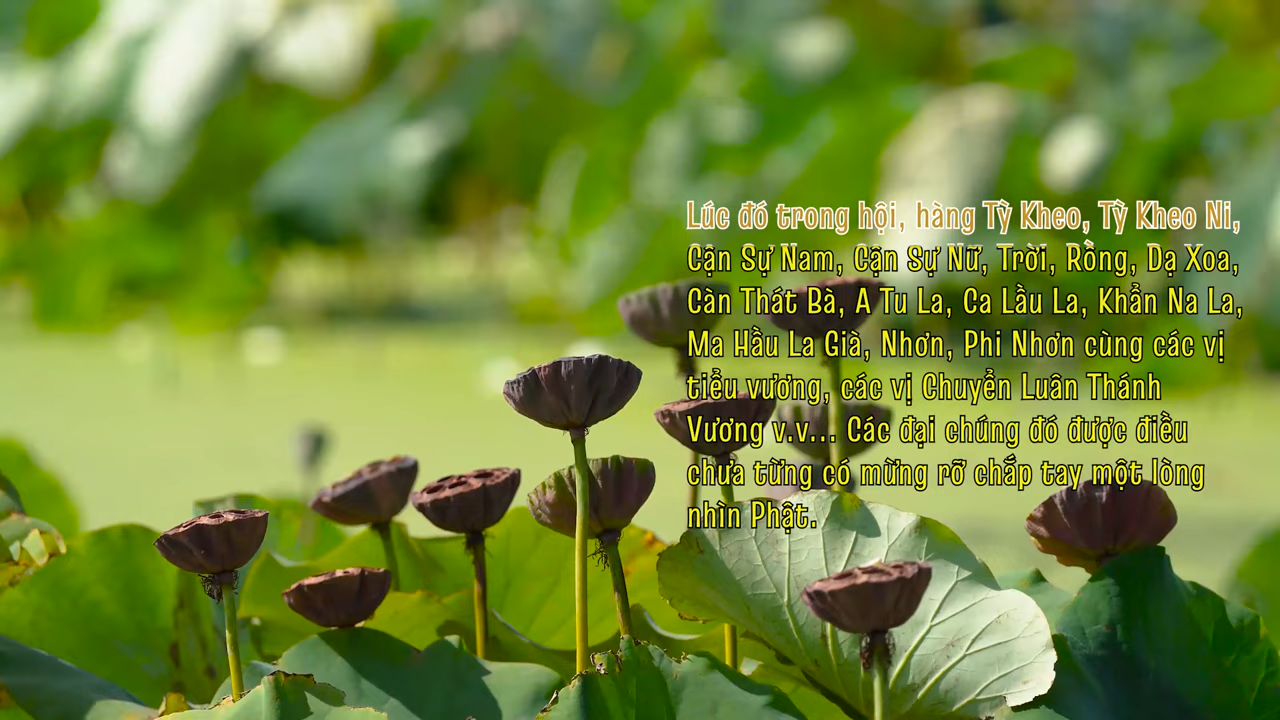 Lúc đó trong hội, hàng Tỳ Kheo, Tỳ Kheo Ni,
Cận Sự Nam, Cận Sự Nữ, Trời, Rồng, Dạ Xoa,
Càn Thát Bà, A Tu La, Ca Lầu La, Khẩn Na La,
Ma Hầu La Già, Nhơn, Phi Nhơn cùng các vị
tiểu vương, các vị Chuyển Luân Thánh
Vương v.v... Các đại chúng đó được điều
chưa từng có mừng rỡ chắp tay một lòng
nhìn Phật.